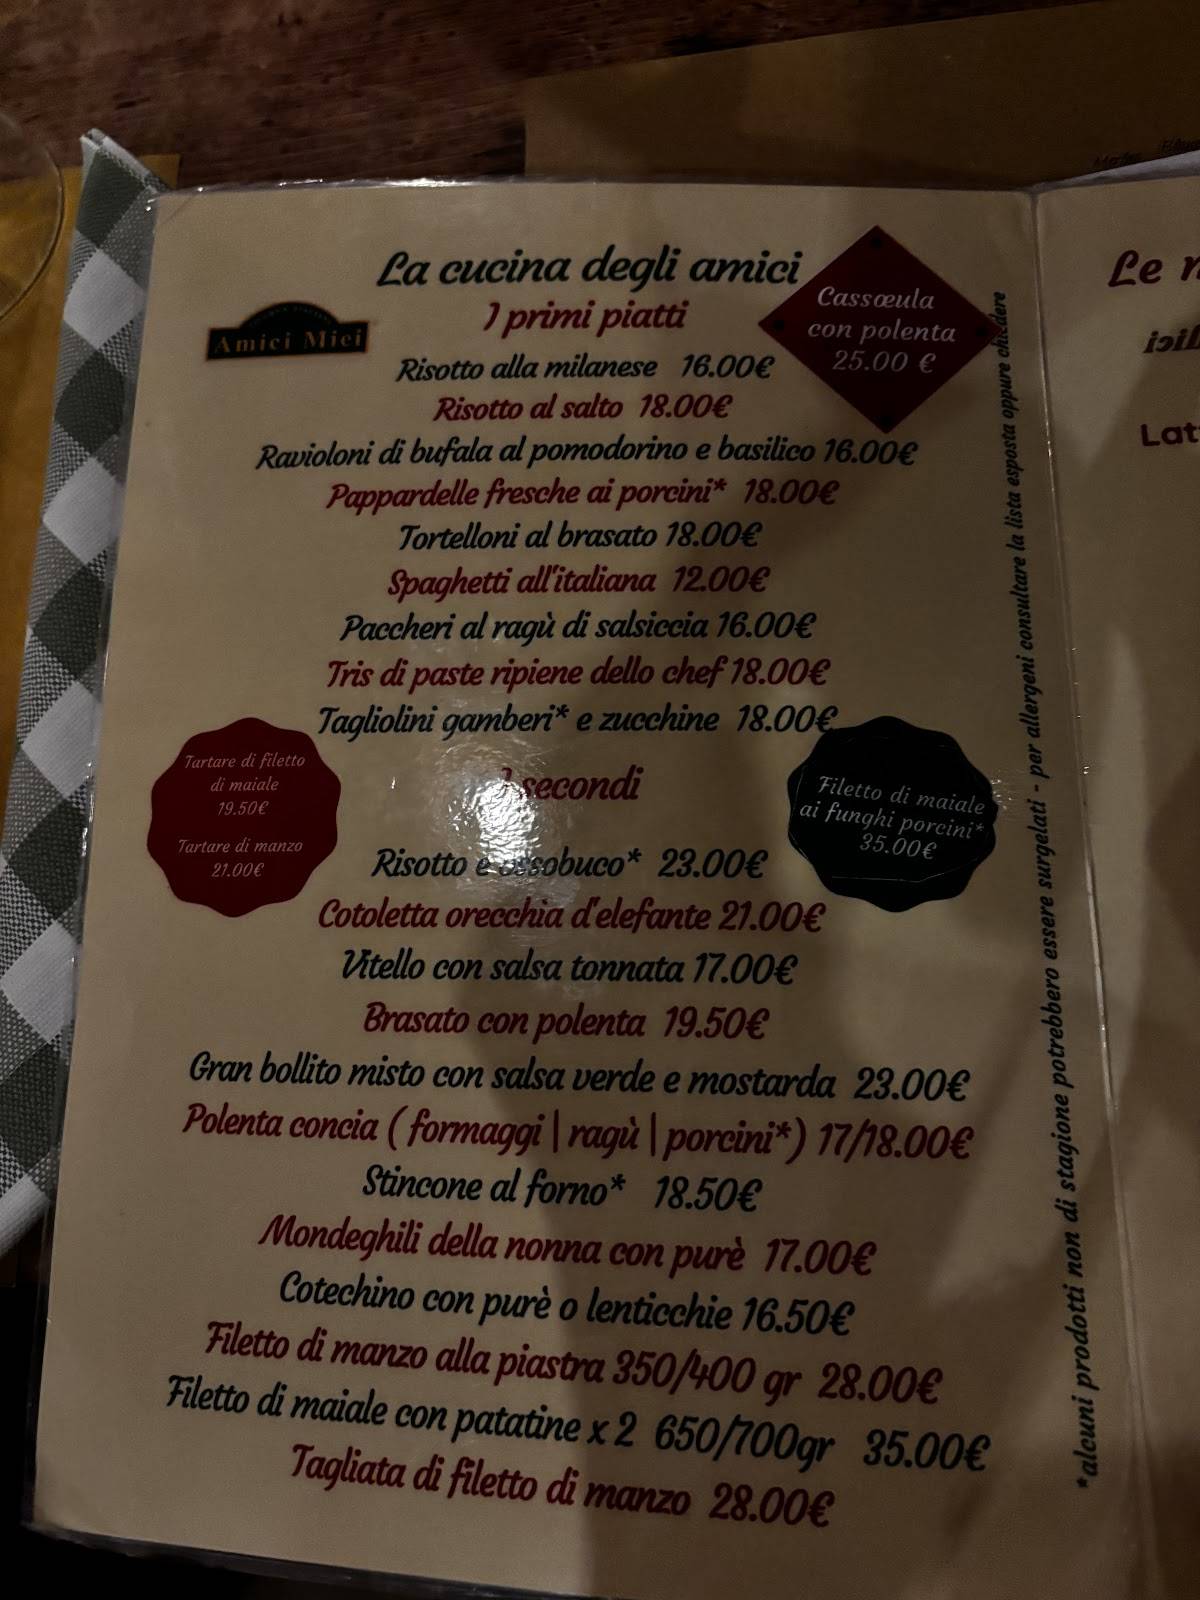 La cucina degli amici
Amici Miei
I primi piatti
Cassœula
con polenta
25.00 €
Risotto alla milanese 16.00€
Risotto al salto 18.00€
Ravioloni di bufala al pomodorino e basilico 16.00€
Pappardelle fresche ai porcini* 18.00€
Tortelloni al brasato 18.00€
Spaghetti all'italiana 12.00€
Paccheri al ragù di salsiccia 16.00€
Tris di paste ripiene dello chef 18.00€
Tagliolini gamberi* e zucchine 18.00€
Tartare di filetto
di maiale
19.50€
Tartare di manzo
21.00€
I secondi
Filetto di maiale
ai funghi porcini*
35.00€
Risotto e ossobuco* 23.00€
Cotoletta orecchia d'elefante 21.00€
Vitello con salsa tonnata 17.00€
Brasato con polenta 19.50€
Gran bollito misto con salsa verde e mostarda 23.00€
Polenta concia ( formaggi | ragù | porcini*) 17/18.00€
Stincone al forno* 18.50€
Mondeghili della nonna con purè 17.00€
Cotechino con purè o lenticchie 16.50€
Filetto di manzo alla piastra 350/400 gr 28.00€
Filetto di maiale con patatine x 2 650/700gr 35.00€
Tagliata di filetto di manzo 28.00€
*alcuni prodotti non di stagione potrebbero essere surgelati - per allergeni consultare la lista esposta oppure chiedere
Le